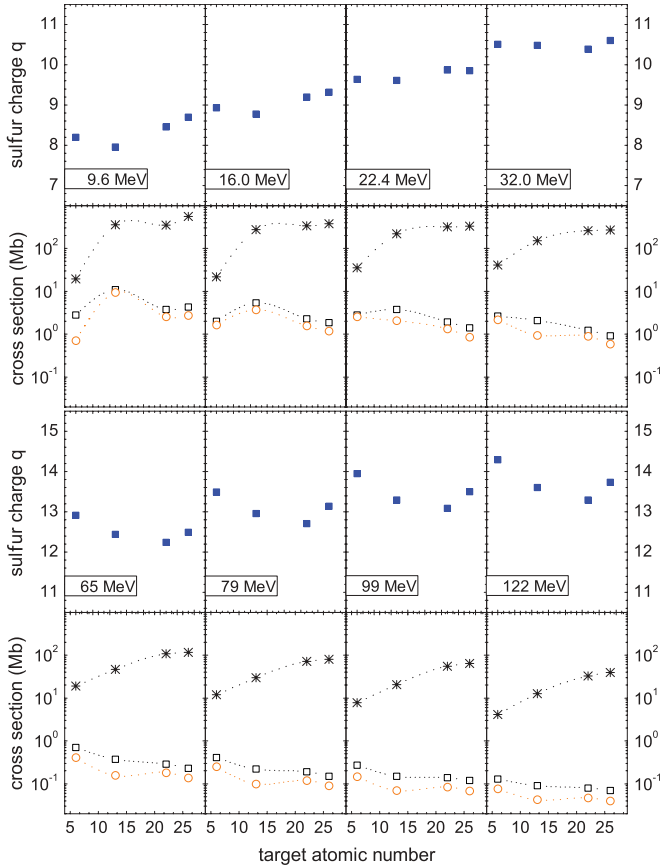 11 11
10 10
9 9
8 8
7 7
sulfur charge q
9.6 MeV 16.0 MeV 22.4 MeV 32.0 MeV
10² 10²
10¹ 10¹
10⁰ 10⁰
10⁻¹ 10⁻¹
cross section (Mb)
15 15
14 14
13 13
12 12
11 11
sulfur charge q
65 MeV 79 MeV 99 MeV 122 MeV
10² 10²
10¹ 10¹
10⁰ 10⁰
10⁻¹ 10⁻¹
cross section (Mb)
5 10 15 20 25 5 10 15 20 25 5 10 15 20 25 5 10 15 20 25
target atomic number